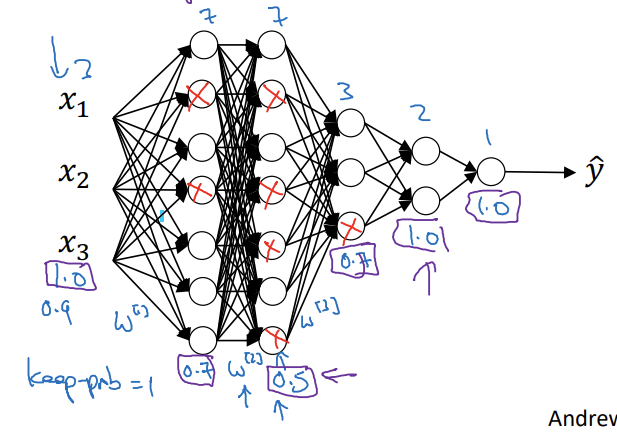 7 7
3
x₁
3
2
1
x₂
ŷ
1.0
x₃
1.0
1.0
0.7
0.9
w^[1]
w^[3]
0.7
w^[2]
0.5
keep-prob = 1
Andrew